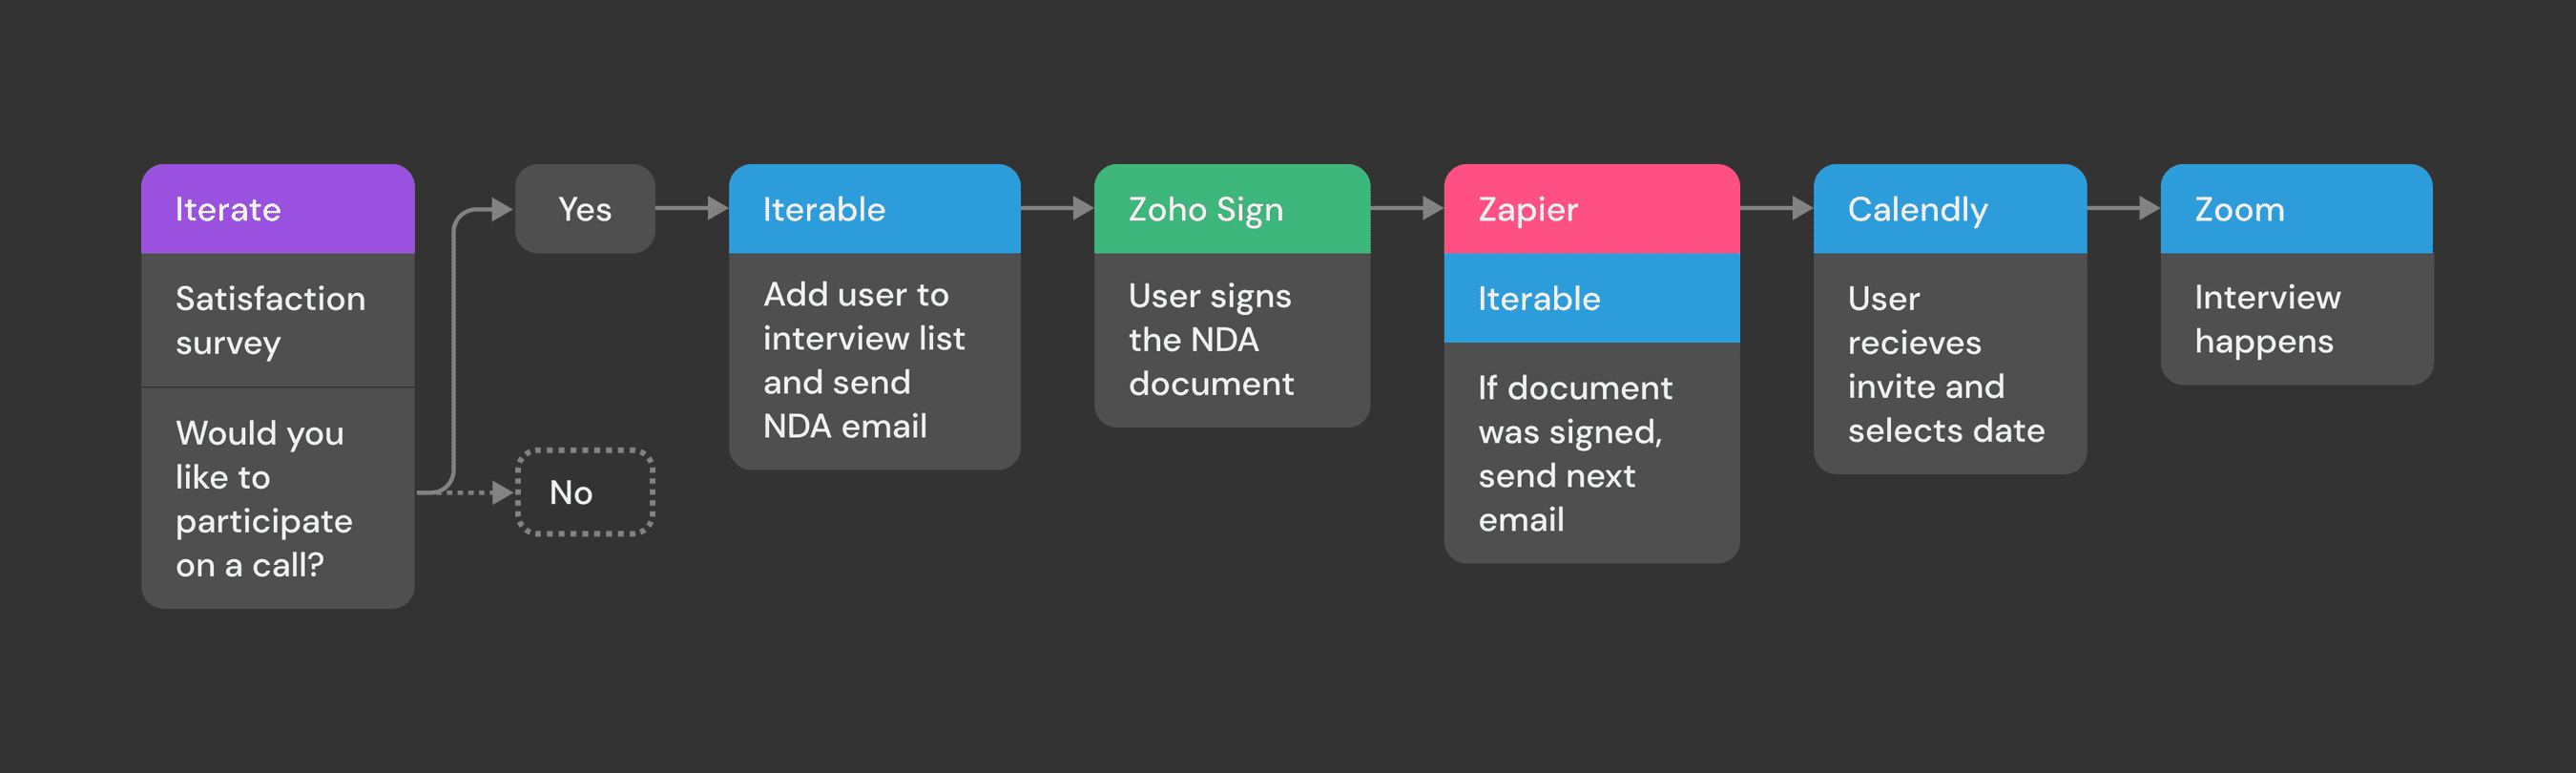 Iterate
Satisfaction
survey
Would you
like to
participate
on a call?
Yes
No
Iterable
Add user to
interview list
and send
NDA email
Zoho Sign
User signs
the NDA
document
Zapier
Iterable
If document
was signed,
send next
email
Calendly
User
recieves
invite and
selects date
Zoom
Interview
happens